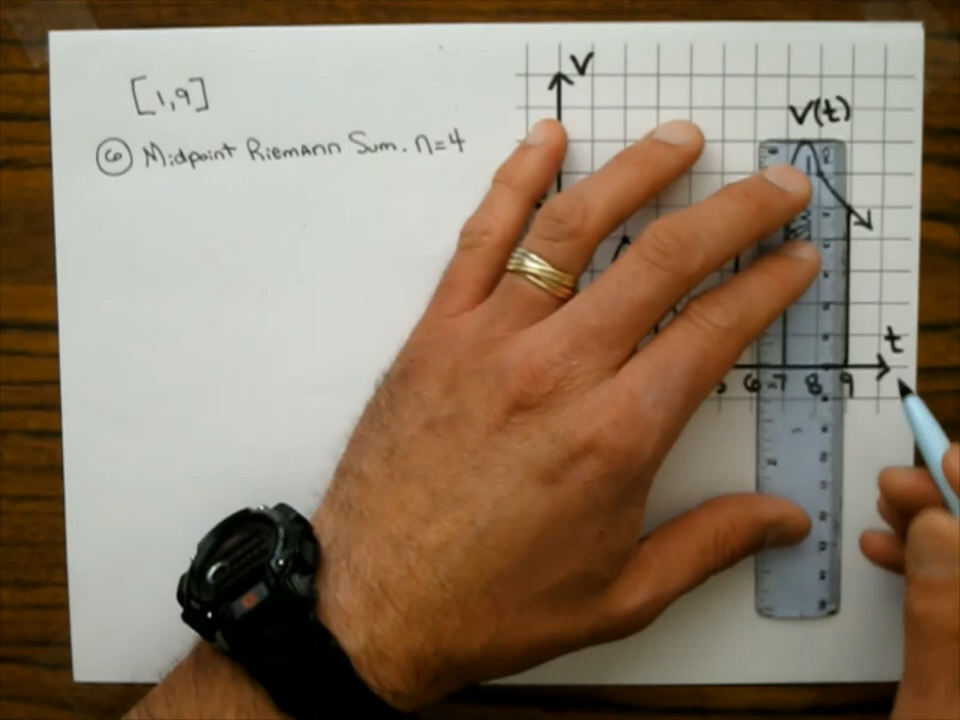 [1,9]
⑥ Midpoint Riemann Sum. n=4
V
V(t)
t
6 7 8 9